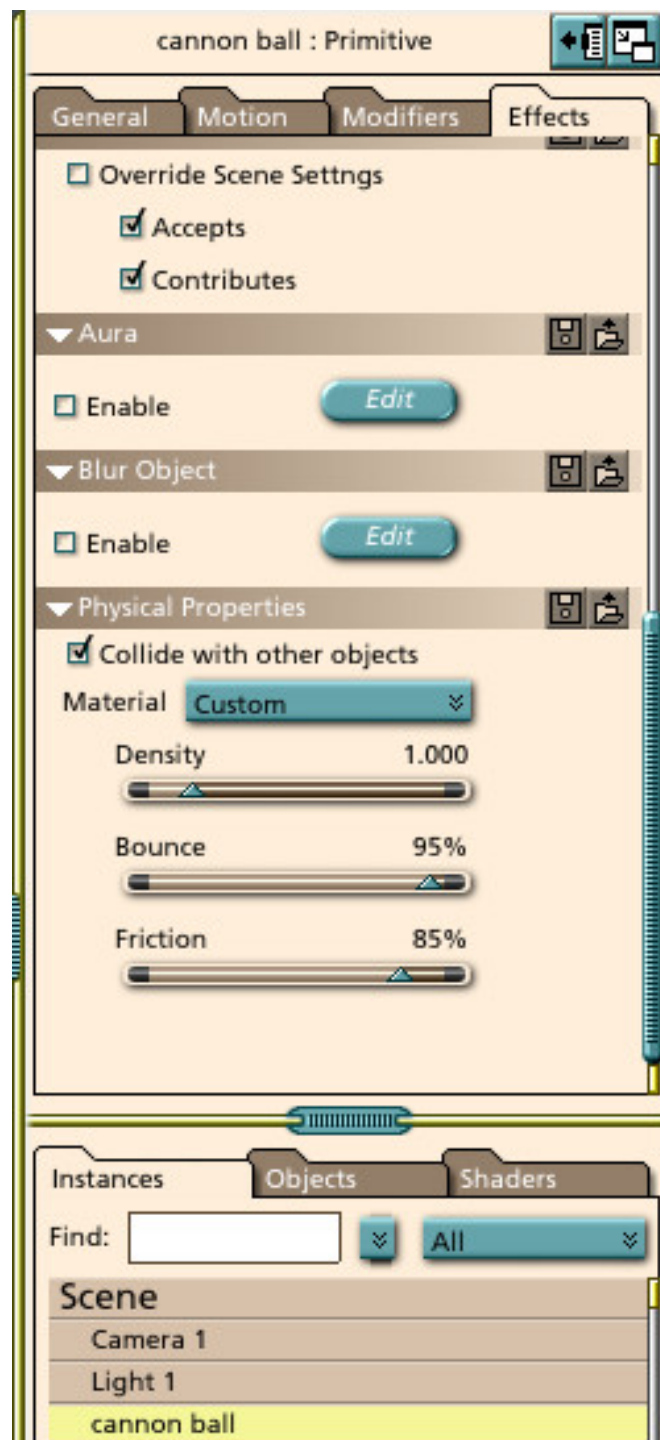 cannon ball : Primitive
General Motion Modifiers Effects
Override Scene Settngs
Accepts
Contributes
Aura
Enable Edit
Blur Object
Enable Edit
Physical Properties
Collide with other objects
Material Custom
Density 1.000
Bounce 95%
Friction 85%
Instances Objects Shaders
Find: All
Scene
Camera 1
Light 1
cannon ball